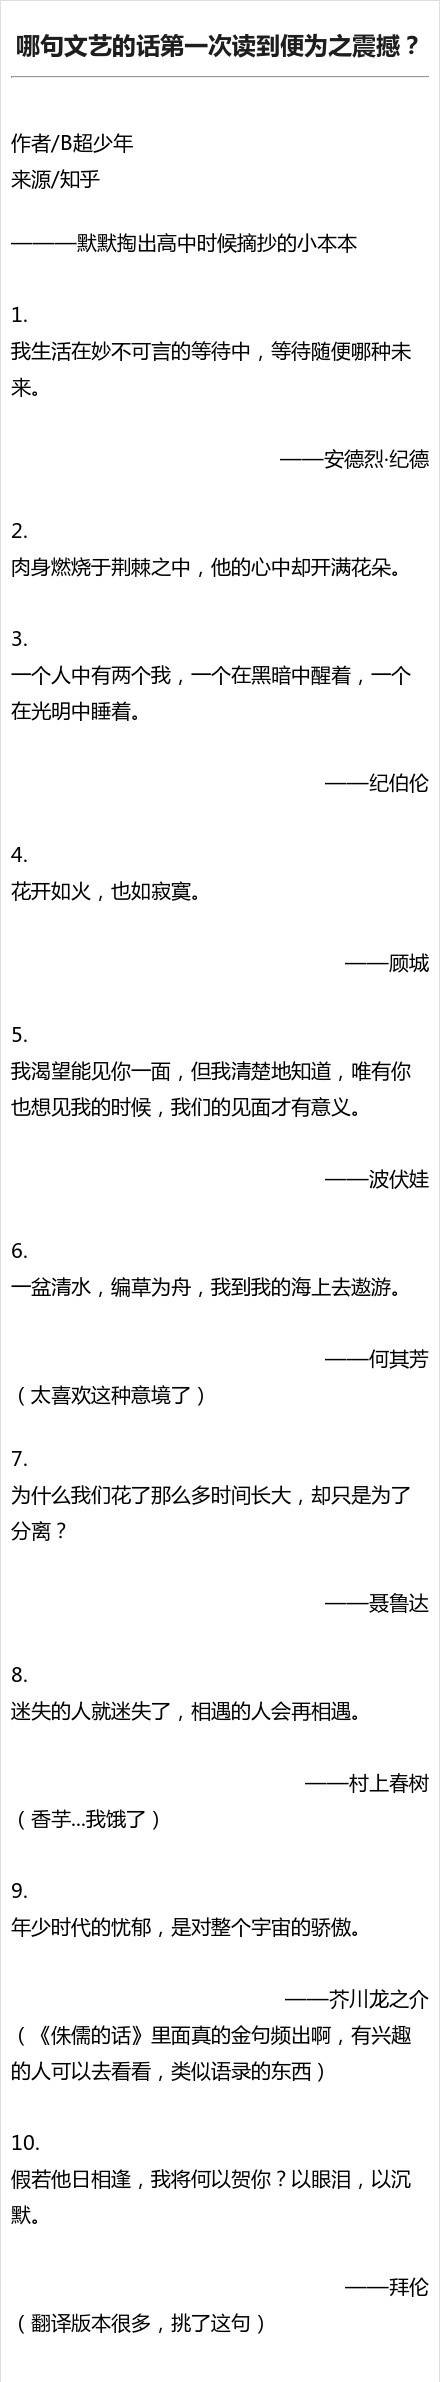 哪句文艺的话第一次读到便为之震撼？
作者/B超少年
来源/知乎
———默默掏出高中时候摘抄的小本本
1.
我生活在妙不可言的等待中，等待随便哪种未
来。
——安德烈·纪德
2.
肉身燃烧于荆棘之中，他的心中却开满花朵。
3.
一个人中有两个我，一个在黑暗中醒着，一个
在光明中睡着。
——纪伯伦
4.
花开如火，也如寂寞。
——顾城
5.
我渴望能见你一面，但我清楚地知道，唯有你
也想见我的时候，我们的见面才有意义。
——波伏娃
6.
一盆清水，编草为舟，我到我的海上去遨游。
——何其芳
（太喜欢这种意境了）
7.
为什么我们花了那么多时间长大，却只是为了
分离？
——聂鲁达
8.
迷失的人就迷失了，相遇的人会再相遇。
——村上春树
（香芋...我饿了）
9.
年少时代的忧郁，是对整个宇宙的骄傲。
——芥川龙之介
（《侏儒的话》里面真的金句频出啊，有兴趣
的人可以去看看，类似语录的东西）
10.
假若他日相逢，我将何以贺你？以眼泪，以沉
默。
——拜伦
（翻译版本很多，挑了这句）